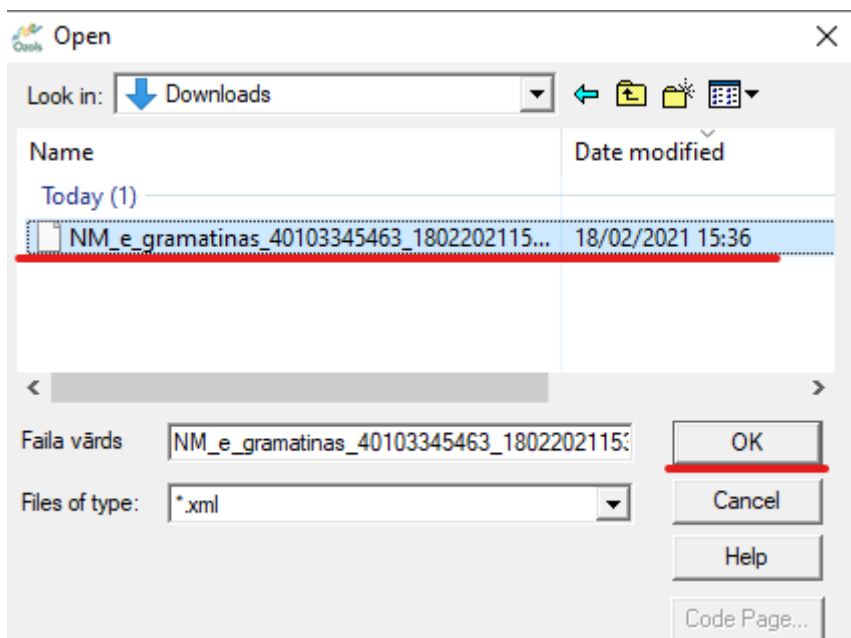 Ozols Open
Look in: Downloads
Name Date modified
Today (1)
NM_e_gramatinas_40103345463_1802202115... 18/02/2021 15:36
Faila vārds NM_e_gramatinas_40103345463_18022021153 OK
Files of type: *.xml Cancel
Help
Code Page...